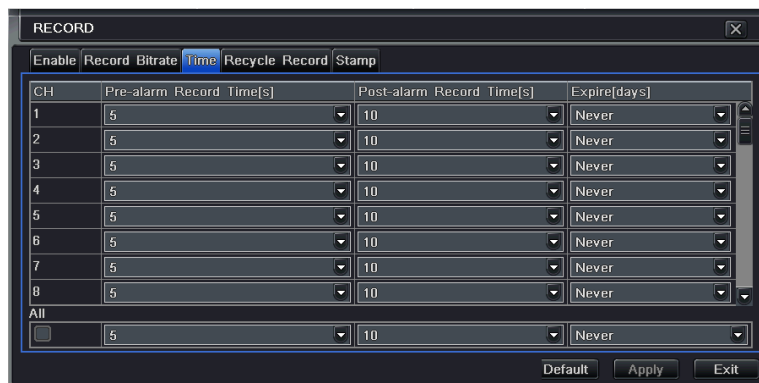 RECORD
Enable Record Bitrate Time Recycle Record Stamp
CH Pre-alarm Record Time[s] Post-alarm Record Time[s] Expire[days]
1 5 10 Never
2 5 10 Never
3 5 10 Never
4 5 10 Never
5 5 10 Never
6 5 10 Never
7 5 10 Never
8 5 10 Never
All
5 10 Never
Default Apply Exit